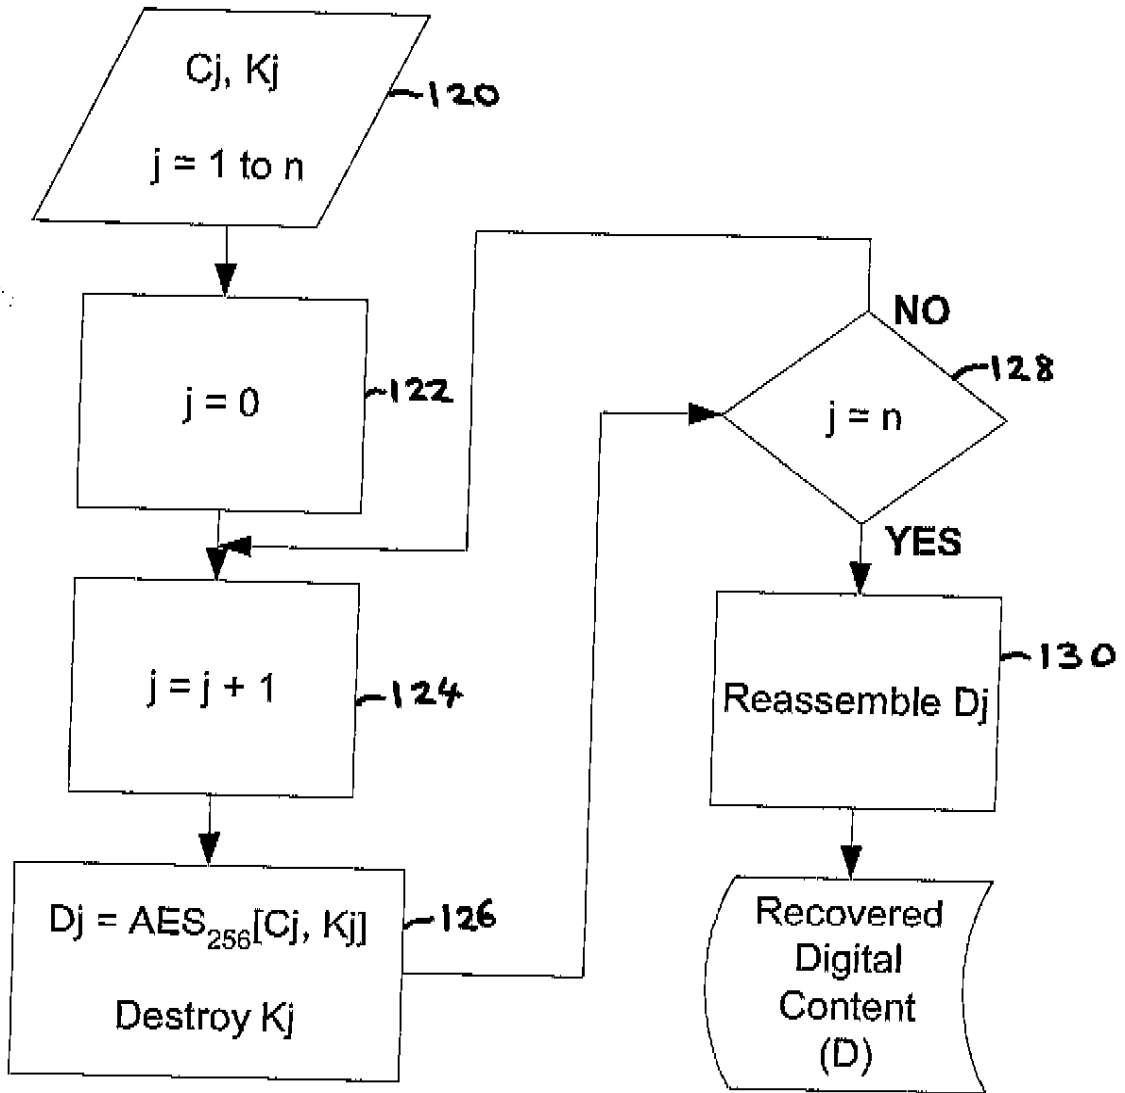 Cj, Kj
j = 1 to n
120
j = 0
122
j = j + 1
124
Dj = AES₂₅₆[Cj, Kj]
Destroy Kj
126
NO
j = n
128
YES
Reassemble Dj
130
Recovered
Digital
Content
(D)